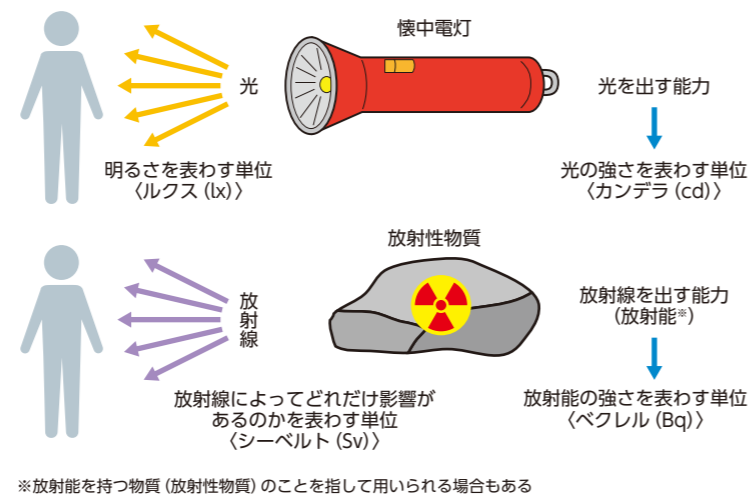 懐中電灯
光
光を出す能力
明るさを表わす単位
〈ルクス（lx）〉
光の強さを表わす単位
〈カンデラ（cd）〉
放射性物質
放射線
放射線を出す能力
（放射能※）
放射線によってどれだけ影響が
あるのかを表わす単位
〈シーベルト（Sv）〉
放射能の強さを表わす単位
〈ベクレル（Bq）〉
※放射能を持つ物質（放射性物質）のことを指して用いられる場合もある